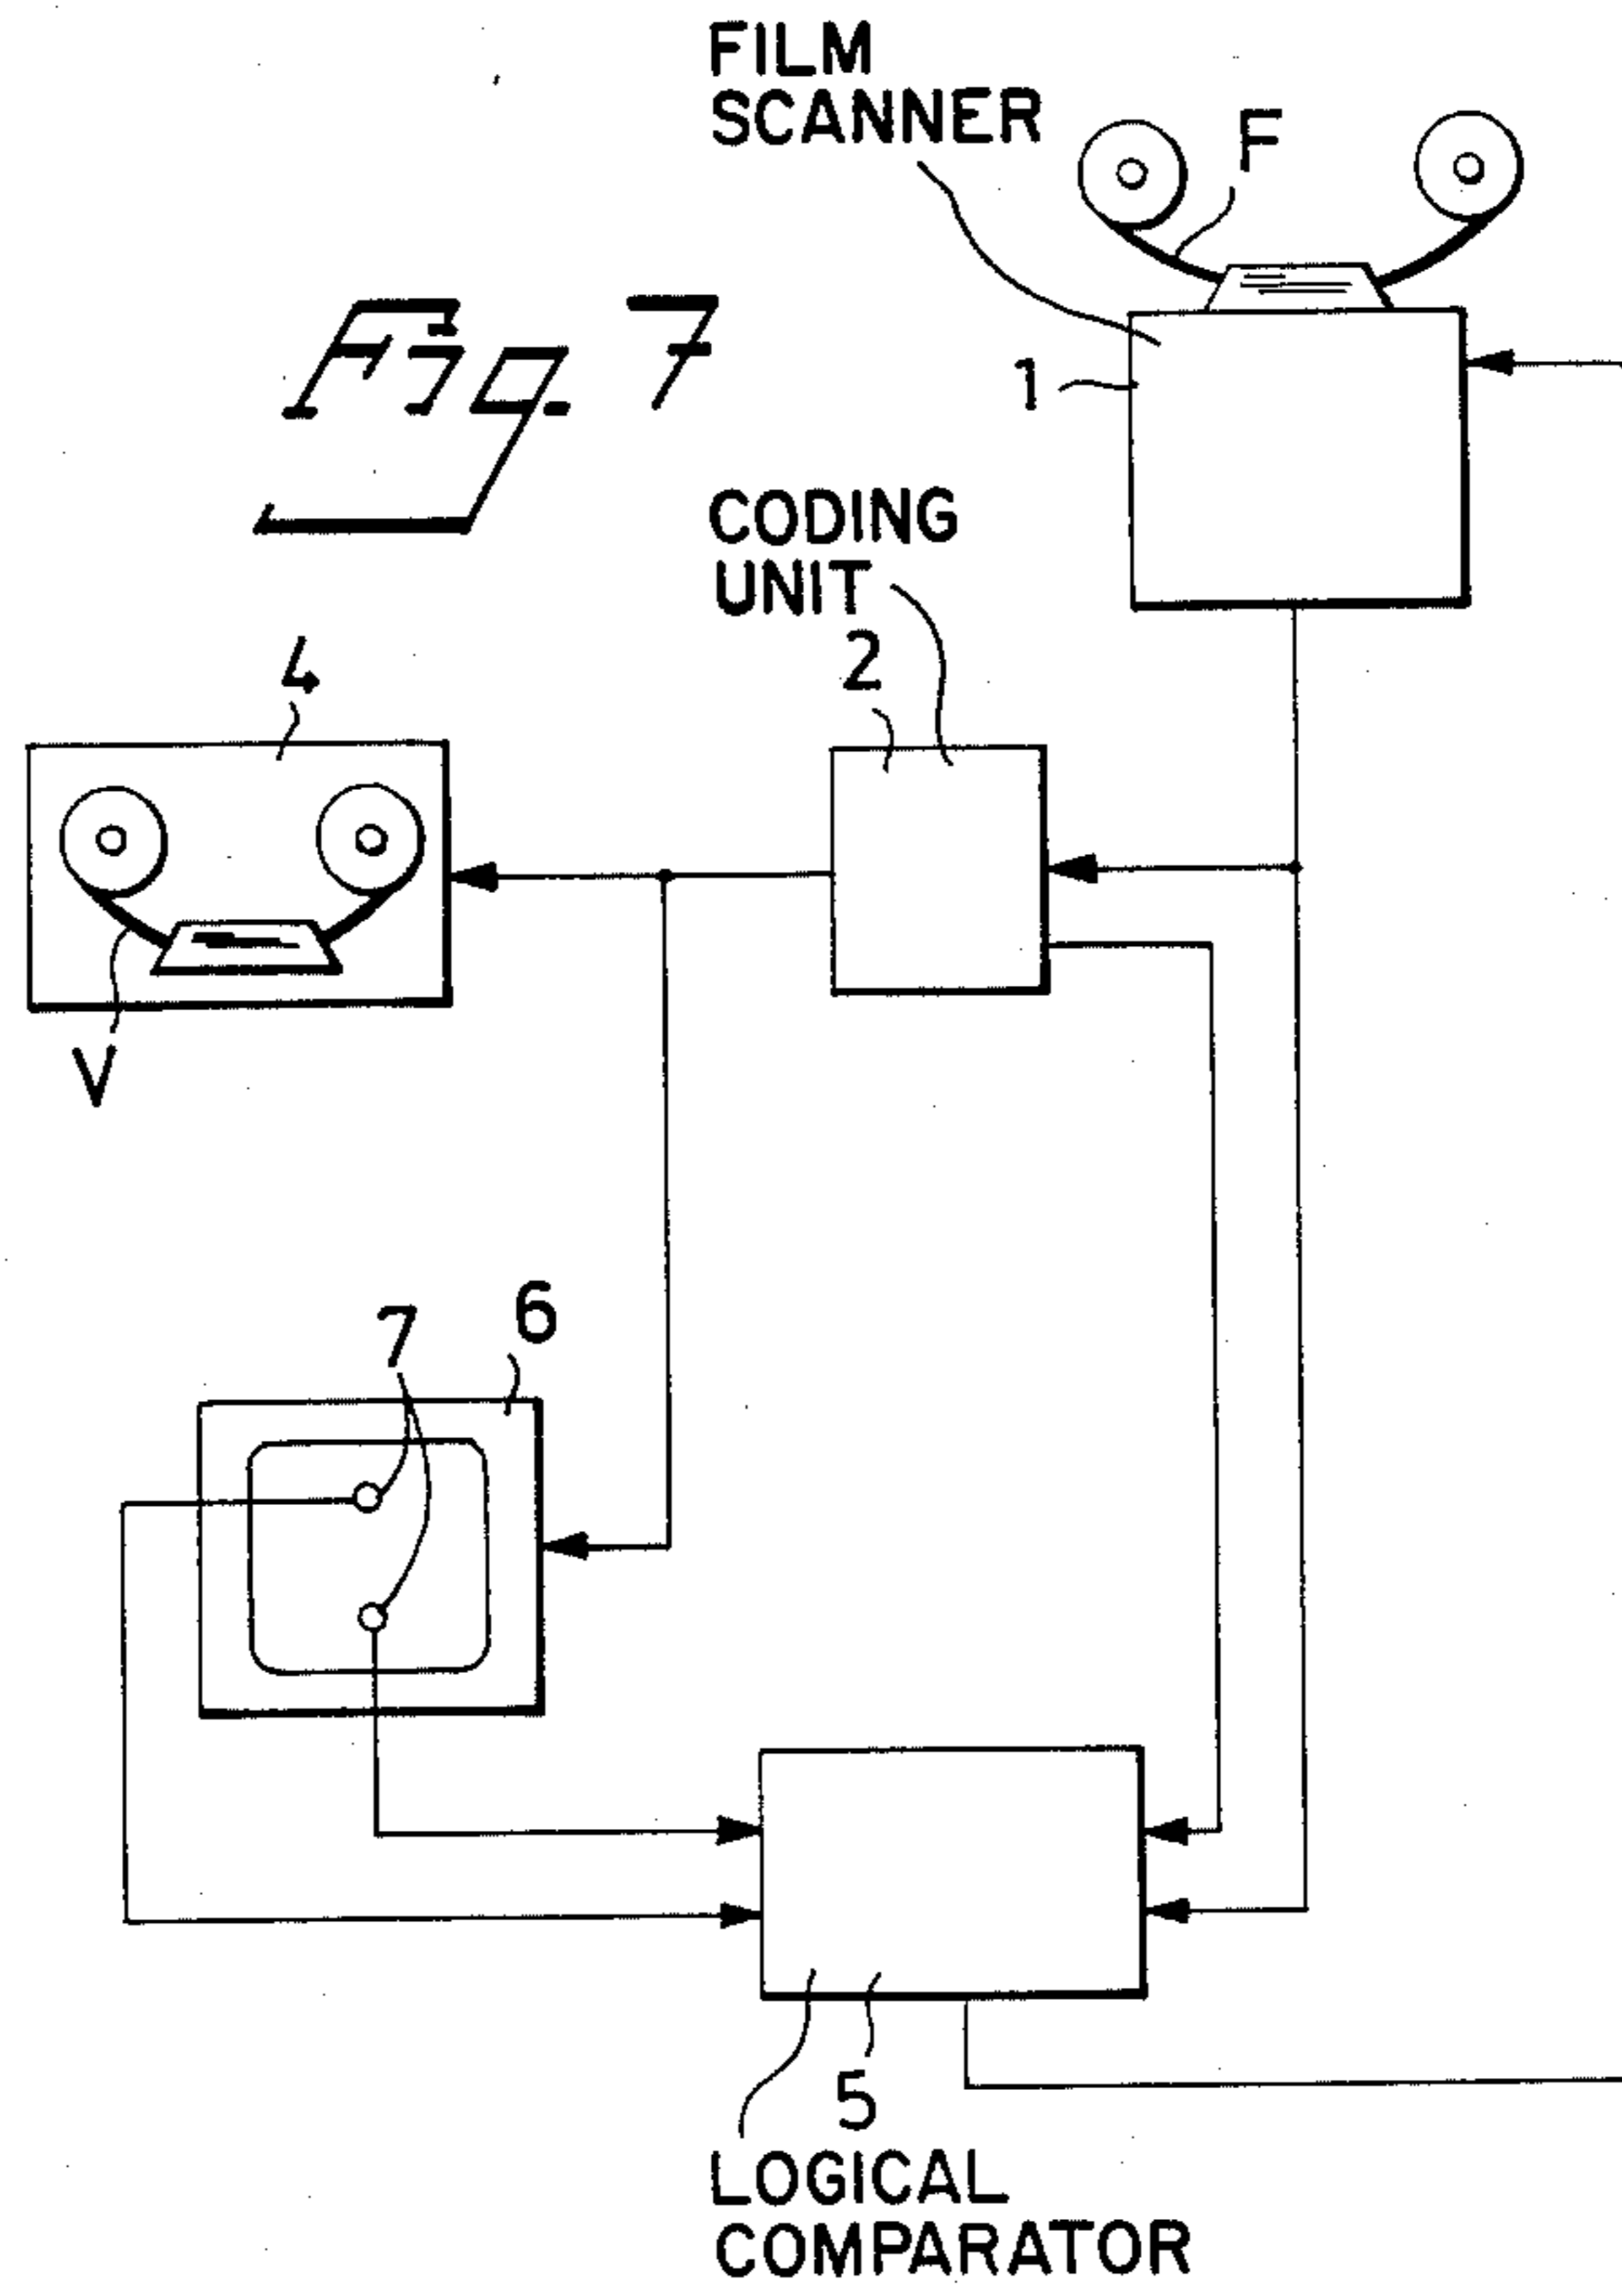 FILM
SCANNER
F
Fig. 7
1
CODING
UNIT
2
4
V
7
6
5
LOGICAL
COMPARATOR